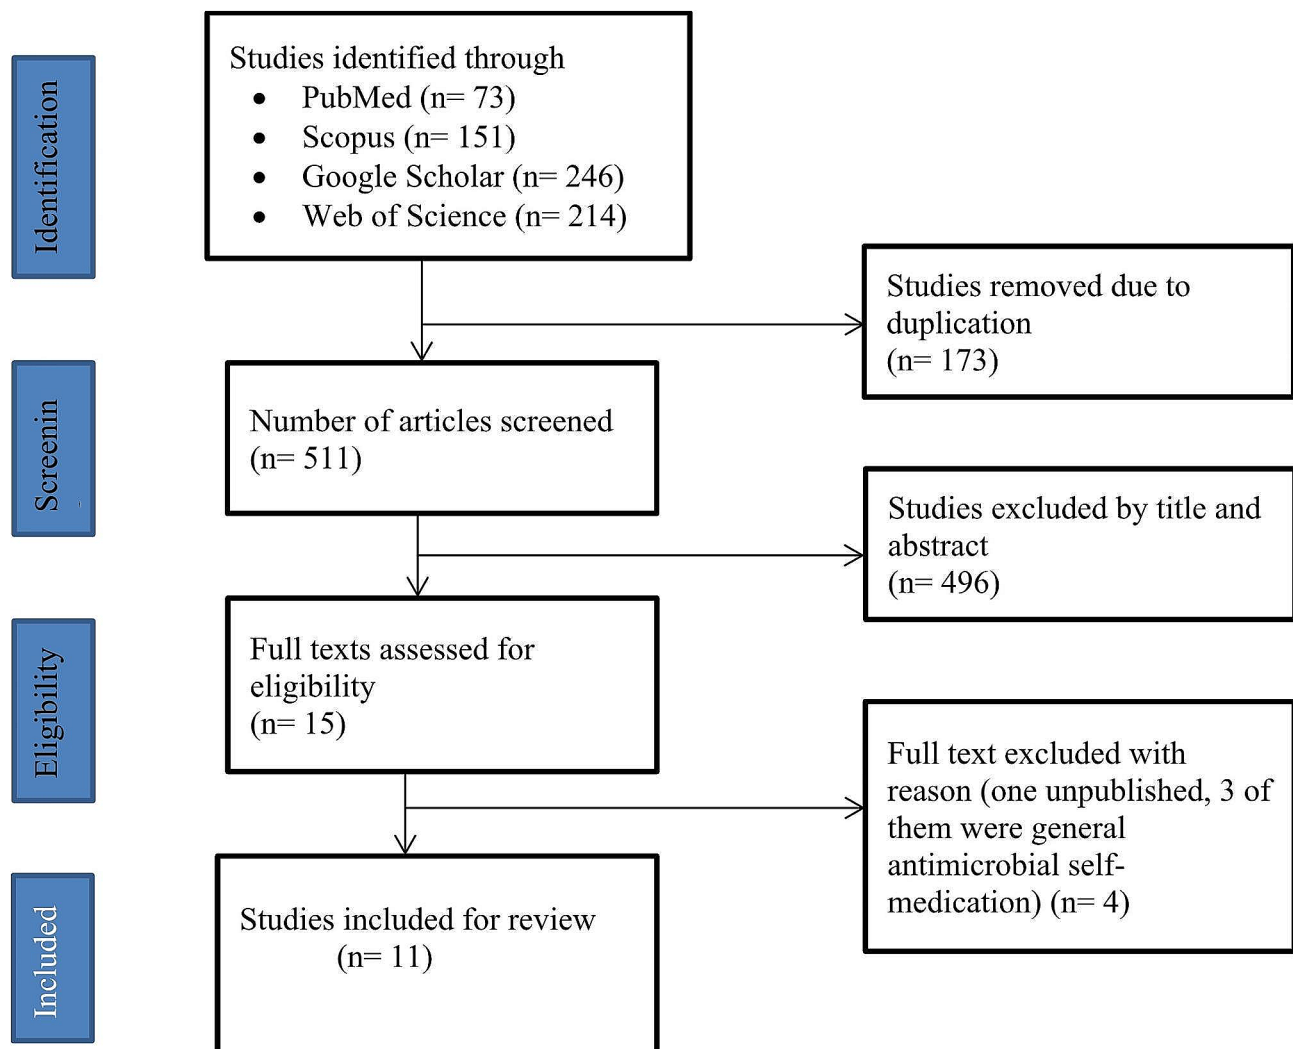 Identification
Studies identified through
• PubMed (n= 73)
• Scopus (n= 151)
• Google Scholar (n= 246)
• Web of Science (n= 214)
Studies removed due to
duplication
(n= 173)
Screenin
Number of articles screened
(n= 511)
Studies excluded by title and
abstract
(n= 496)
Eligibility
Full texts assessed for
eligibility
(n= 15)
Full text excluded with
reason (one unpublished, 3 of
them were general
antimicrobial self-
medication) (n= 4)
Included
Studies included for review
(n= 11)